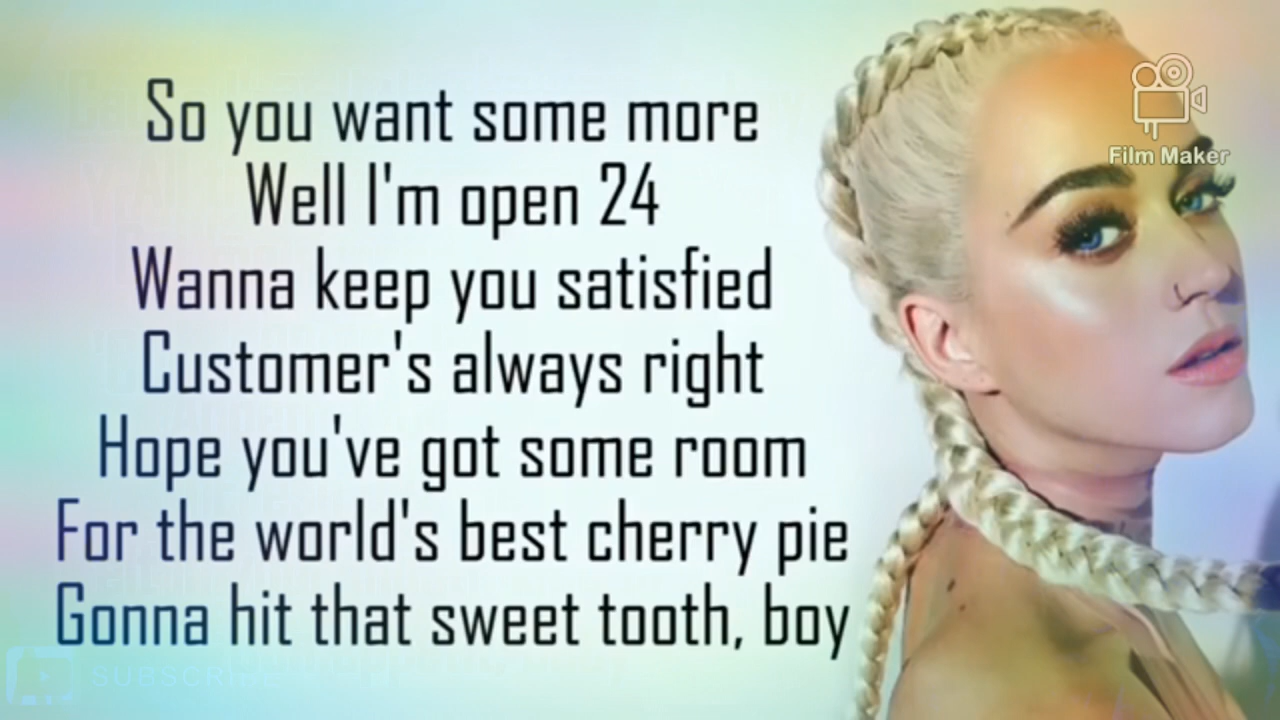 So you want some more
Well I'm open 24
Wanna keep you satisfied
Customer's always right
Hope you've got some room
For the world's best cherry pie
Gonna hit that sweet tooth, boy
Film Maker
SUBSCRIBE